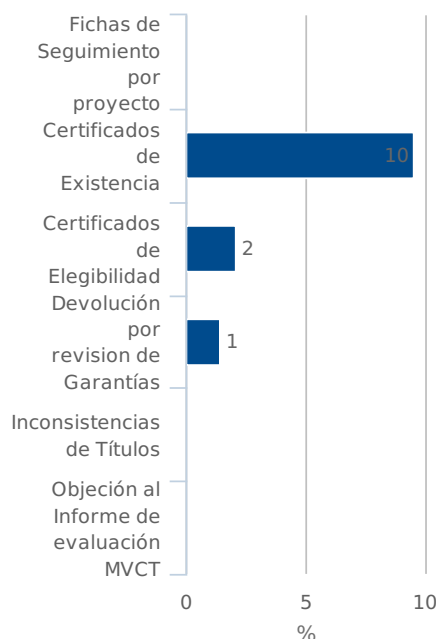 Fichas de
Seguimiento
por
proyecto
Certificados
de
Existencia
10
Certificados
de
Elegibilidad
2
Devolución
por
revision de
Garantías
1
Inconsistencias
de Títulos
Objeción al
Informe de
evaluación
MVCT
0
5
10
%